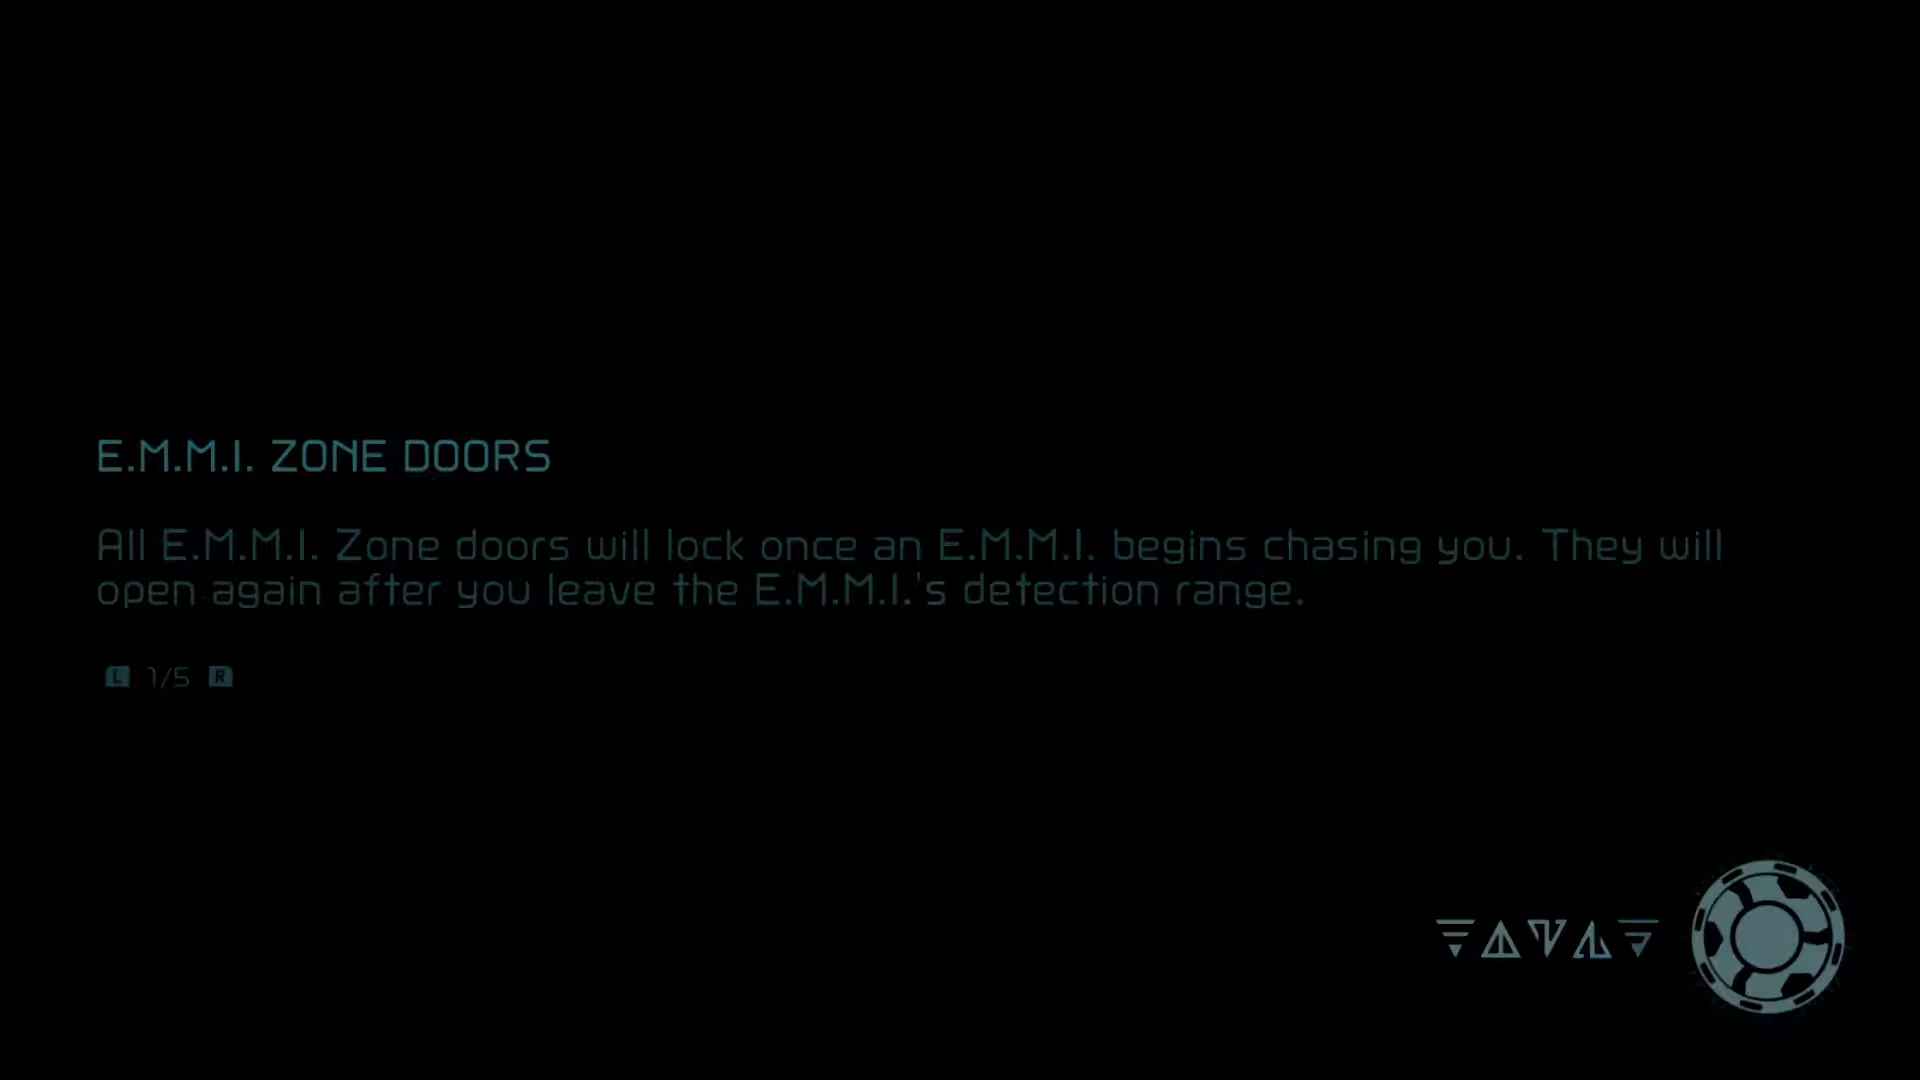 E.M.M.I. ZONE DOORS
All E.M.M.I. Zone doors will lock once an E.M.M.I. begins chasing you. They will
open again after you leave the E.M.M.I.'s detection range.
L 1/5 R